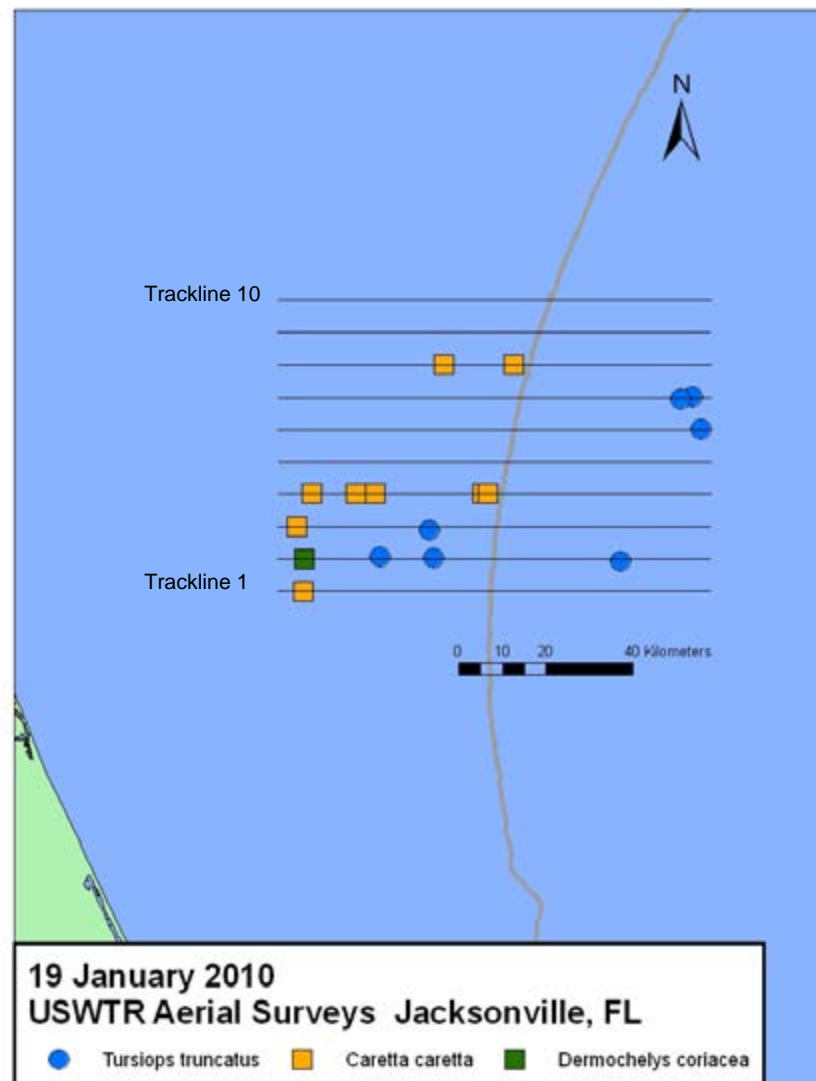 N
Trackline 10
Trackline 1
0 10 20 40 Kilometers
19 January 2010
USWTR Aerial Surveys Jacksonville, FL
Tursiops truncatus Caretta caretta Dermochelys coriacea